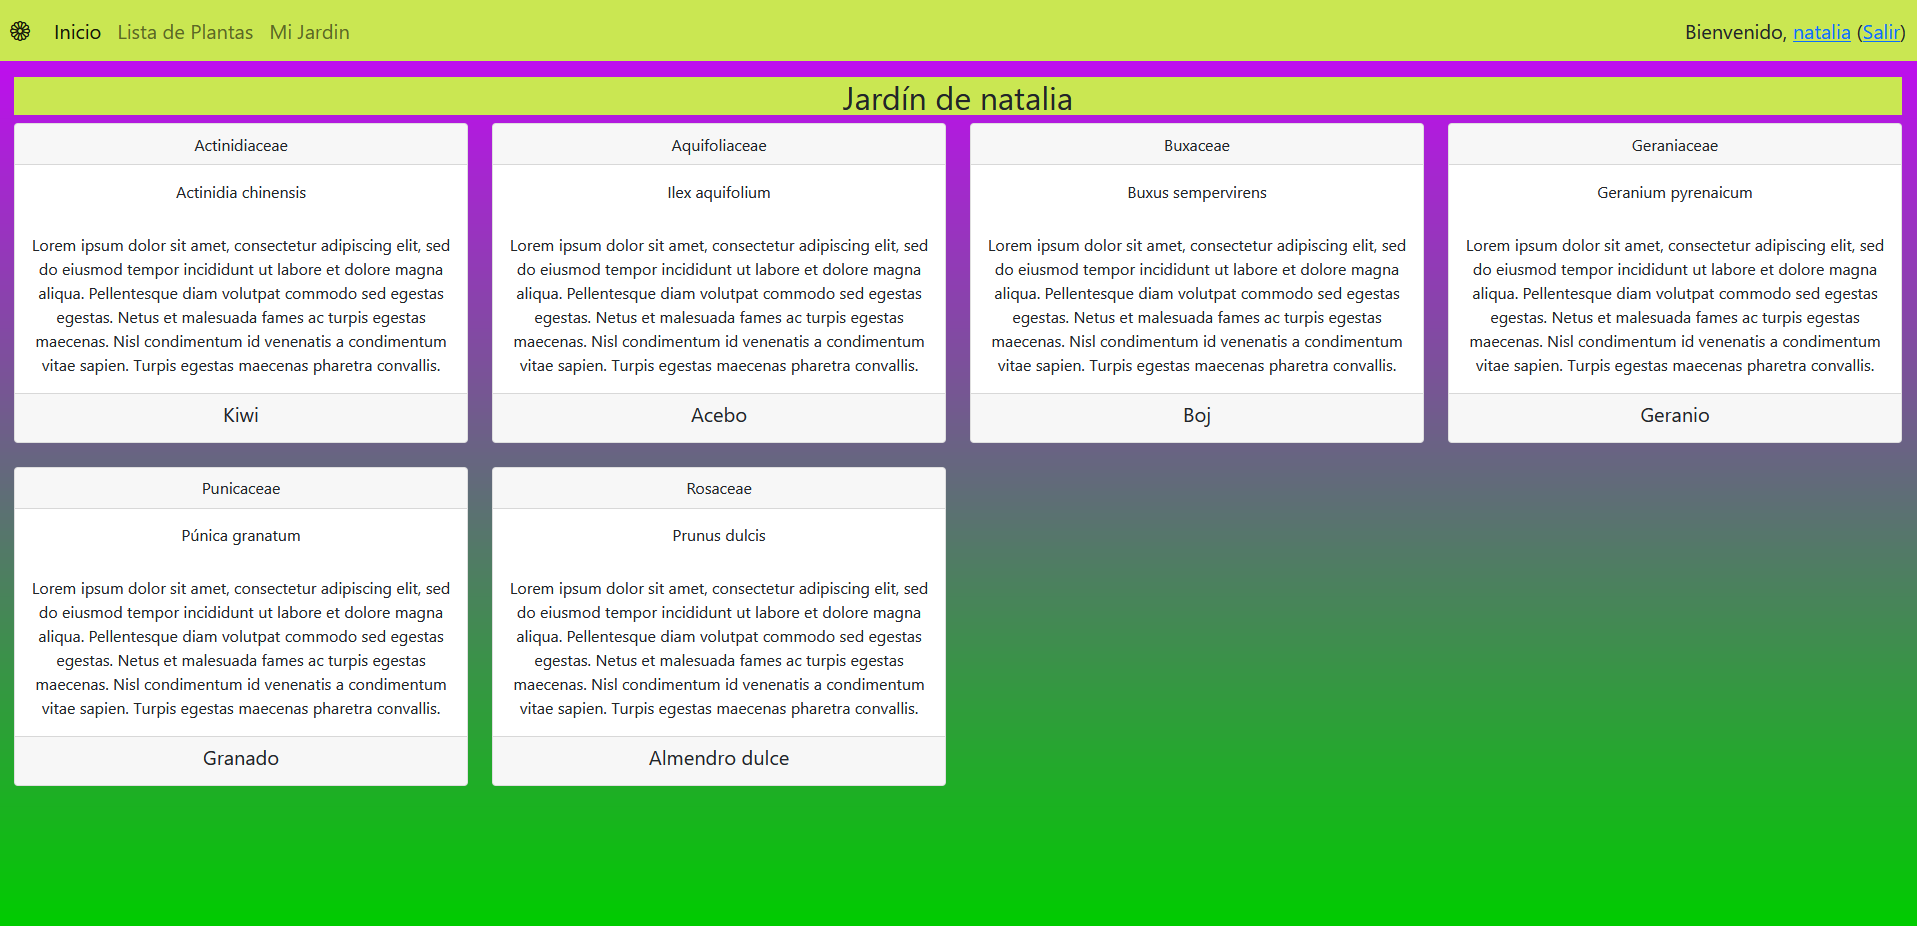 Inicio Lista de Plantas Mi Jardin Bienvenido, natalia (Salir)
Jardín de natalia
Actinidiaceae
Actinidia chinensis
Lorem ipsum dolor sit amet, consectetur adipiscing elit, sed
do eiusmod tempor incididunt ut labore et dolore magna
aliqua. Pellentesque diam volutpat commodo sed egestas
egestas. Netus et malesuada fames ac turpis egestas
maecenas. Nisl condimentum id venenatis a condimentum
vitae sapien. Turpis egestas maecenas pharetra convallis.
Kiwi
Aquifoliaceae
Ilex aquifolium
Lorem ipsum dolor sit amet, consectetur adipiscing elit, sed
do eiusmod tempor incididunt ut labore et dolore magna
aliqua. Pellentesque diam volutpat commodo sed egestas
egestas. Netus et malesuada fames ac turpis egestas
maecenas. Nisl condimentum id venenatis a condimentum
vitae sapien. Turpis egestas maecenas pharetra convallis.
Acebo
Buxaceae
Buxus sempervirens
Lorem ipsum dolor sit amet, consectetur adipiscing elit, sed
do eiusmod tempor incididunt ut labore et dolore magna
aliqua. Pellentesque diam volutpat commodo sed egestas
egestas. Netus et malesuada fames ac turpis egestas
maecenas. Nisl condimentum id venenatis a condimentum
vitae sapien. Turpis egestas maecenas pharetra convallis.
Boj
Geraniaceae
Geranium pyrenaicum
Lorem ipsum dolor sit amet, consectetur adipiscing elit, sed
do eiusmod tempor incididunt ut labore et dolore magna
aliqua. Pellentesque diam volutpat commodo sed egestas
egestas. Netus et malesuada fames ac turpis egestas
maecenas. Nisl condimentum id venenatis a condimentum
vitae sapien. Turpis egestas maecenas pharetra convallis.
Geranio
Punicaceae
Púnica granatum
Lorem ipsum dolor sit amet, consectetur adipiscing elit, sed
do eiusmod tempor incididunt ut labore et dolore magna
aliqua. Pellentesque diam volutpat commodo sed egestas
egestas. Netus et malesuada fames ac turpis egestas
maecenas. Nisl condimentum id venenatis a condimentum
vitae sapien. Turpis egestas maecenas pharetra convallis.
Granado
Rosaceae
Prunus dulcis
Lorem ipsum dolor sit amet, consectetur adipiscing elit, sed
do eiusmod tempor incididunt ut labore et dolore magna
aliqua. Pellentesque diam volutpat commodo sed egestas
egestas. Netus et malesuada fames ac turpis egestas
maecenas. Nisl condimentum id venenatis a condimentum
vitae sapien. Turpis egestas maecenas pharetra convallis.
Almendro dulce